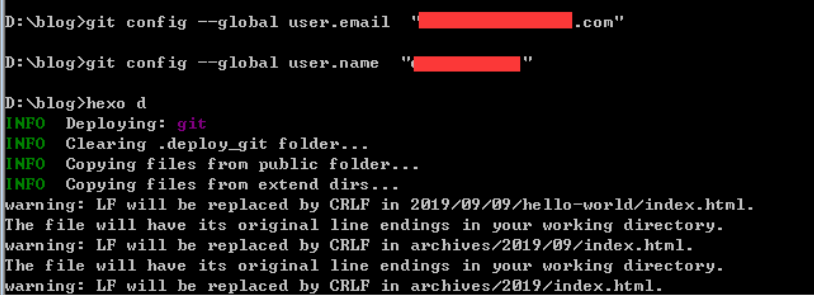 D:\blog>git config --global user.email  " .com"
D:\blog>git config --global user.name  " "
D:\blog>hexo d
INFO  Deploying: git
INFO  Clearing .deploy_git folder...
INFO  Copying files from public folder...
INFO  Copying files from extend dirs...
warning: LF will be replaced by CRLF in 2019/09/09/hello-world/index.html.
The file will have its original line endings in your working directory.
warning: LF will be replaced by CRLF in archives/2019/09/index.html.
The file will have its original line endings in your working directory.
warning: LF will be replaced by CRLF in archives/2019/index.html.